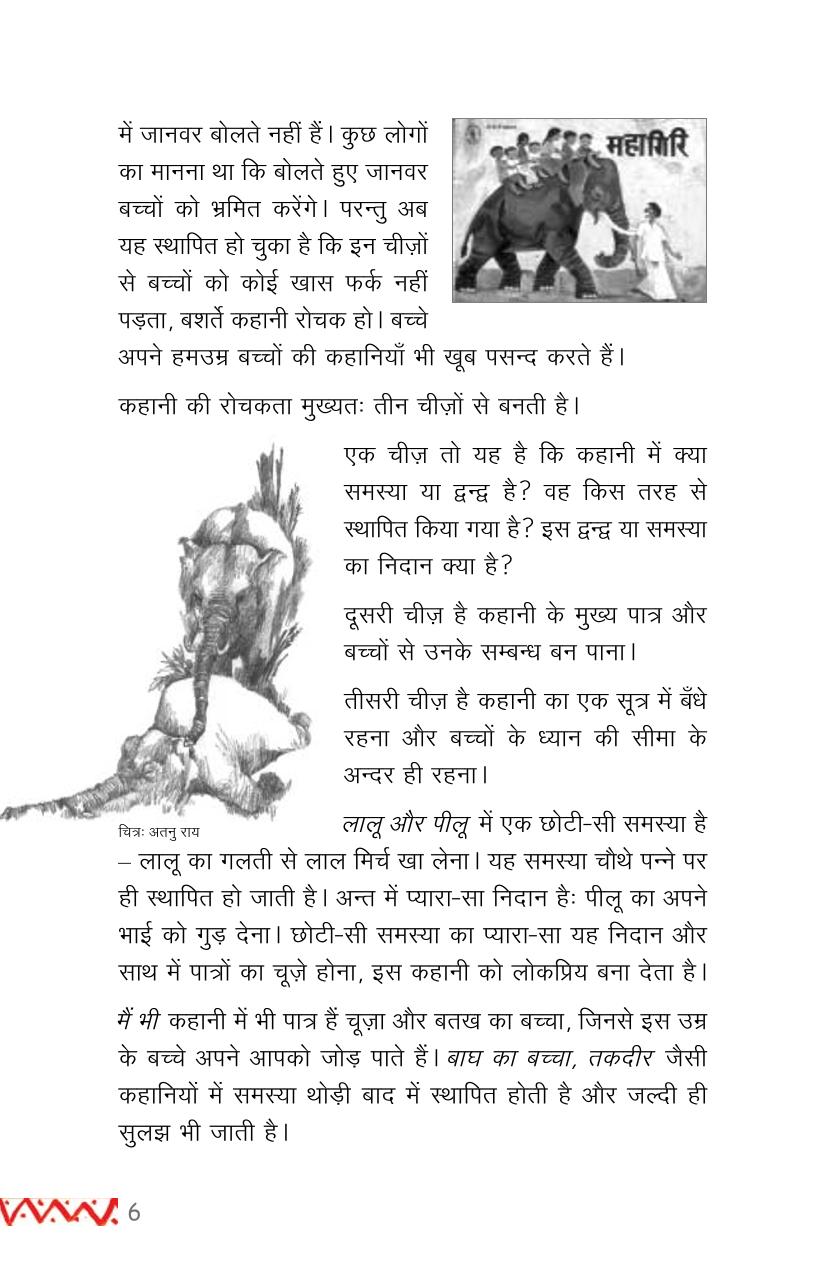 में जानवर बोलते नहीं हैं। कुछ लोगों
का मानना था कि बोलते हुए जानवर
बच्चों को भ्रमित करेंगे। परन्तु अब
यह स्थापित हो चुका है कि इन चीज़ों
से बच्चों को कोई खास फर्क नहीं
पड़ता, बशर्ते कहानी रोचक हो। बच्चे
महागिरि
अपने हमउम्र बच्चों की कहानियाँ भी खूब पसन्द करते हैं।
कहानी की रोचकता मुख्यतः तीन चीज़ों से बनती है।
एक चीज़ तो यह है कि कहानी में क्या
समस्या या द्वन्द्व है? वह किस तरह से
स्थापित किया गया है? इस द्वन्द्व या समस्या
का निदान क्या है?
दूसरी चीज़ है कहानी के मुख्य पात्र और
बच्चों से उनके सम्बन्ध बन पाना।
तीसरी चीज़ है कहानी का एक सूत्र में बँधे
रहना और बच्चों के ध्यान की सीमा के
अन्दर ही रहना।
चित्रः अतनु राय
लालू और पीलू में एक छोटी-सी समस्या है
– लालू का गलती से लाल मिर्च खा लेना। यह समस्या चौथे पन्ने पर
ही स्थापित हो जाती है। अन्त में प्यारा-सा निदान हैः पीलू का अपने
भाई को गुड़ देना। छोटी-सी समस्या का प्यारा-सा यह निदान और
साथ में पात्रों का चूज़े होना, इस कहानी को लोकप्रिय बना देता है।
मैं भी कहानी में भी पात्र हैं चूज़ा और बतख का बच्चा, जिनसे इस उम्र
के बच्चे अपने आपको जोड़ पाते हैं। बाघ का बच्चा, तकदीर जैसी
कहानियों में समस्या थोड़ी बाद में स्थापित होती है और जल्दी ही
सुलझ भी जाती है।
6